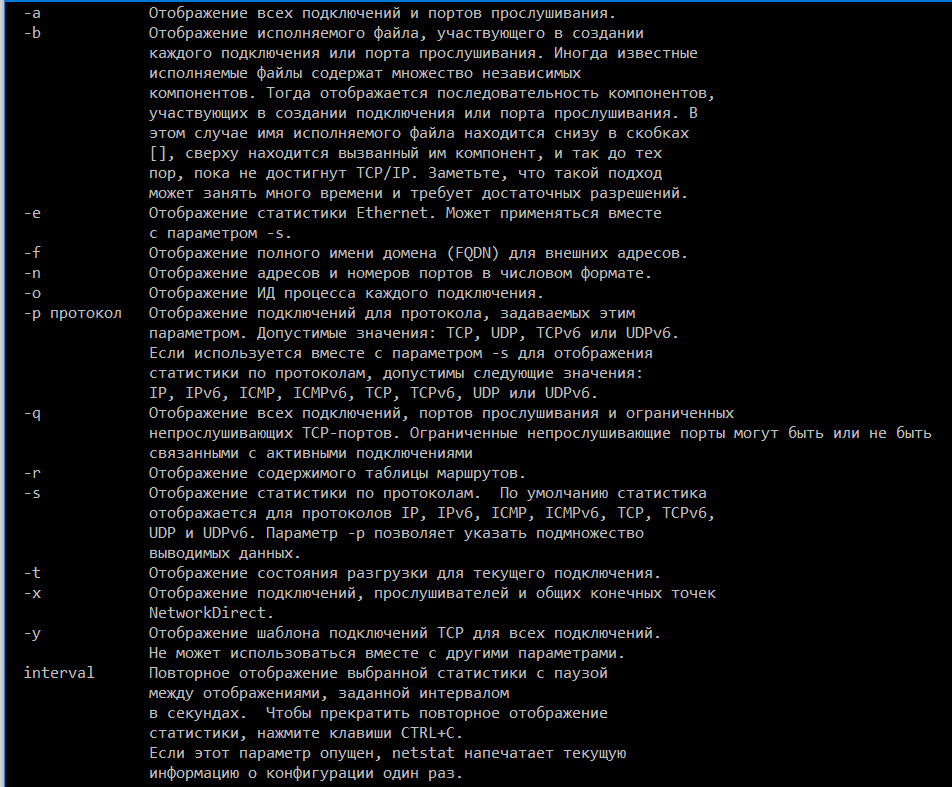 -a Отображение всех подключений и портов прослушивания.
-b Отображение исполняемого файла, участвующего в создании
каждого подключения или порта прослушивания. Иногда известные
исполняемые файлы содержат множество независимых
компонентов. Тогда отображается последовательность компонентов,
участвующих в создании подключения или порта прослушивания. В
этом случае имя исполняемого файла находится снизу в скобках
[], сверху находится вызванный им компонент, и так до тех
пор, пока не достигнут TCP/IP. Заметьте, что такой подход
может занять много времени и требует достаточных разрешений.
-e Отображение статистики Ethernet. Может применяться вместе
с параметром -s.
-f Отображение полного имени домена (FQDN) для внешних адресов.
-n Отображение адресов и номеров портов в числовом формате.
-o Отображение ИД процесса каждого подключения.
-p протокол Отображение подключений для протокола, задаваемых этим
параметром. Допустимые значения: TCP, UDP, TCPv6 или UDPv6.
Если используется вместе с параметром -s для отображения
статистики по протоколам, допустимы следующие значения:
IP, IPv6, ICMP, ICMPv6, TCP, TCPv6, UDP или UDPv6.
-q Отображение всех подключений, портов прослушивания и ограниченных
непрослушивающих TCP-портов. Ограниченные непрослушивающие порты могут быть или не быть
связанными с активными подключениями
-r Отображение содержимого таблицы маршрутов.
-s Отображение статистики по протоколам.  По умолчанию статистика
отображается для протоколов IP, IPv6, ICMP, ICMPv6, TCP, TCPv6,
UDP и UDPv6. Параметр -p позволяет указать подмножество
выводимых данных.
-t Отображение состояния разгрузки для текущего подключения.
-x Отображение подключений, прослушивателей и общих конечных точек
NetworkDirect.
-y Отображение шаблона подключений TCP для всех подключений.
Не может использоваться вместе с другими параметрами.
interval Повторное отображение выбранной статистики с паузой
между отображениями, заданной интервалом
в секундах.  Чтобы прекратить повторное отображение
статистики, нажмите клавиши CTRL+C.
Если этот параметр опущен, netstat напечатает текущую
информацию о конфигурации один раз.